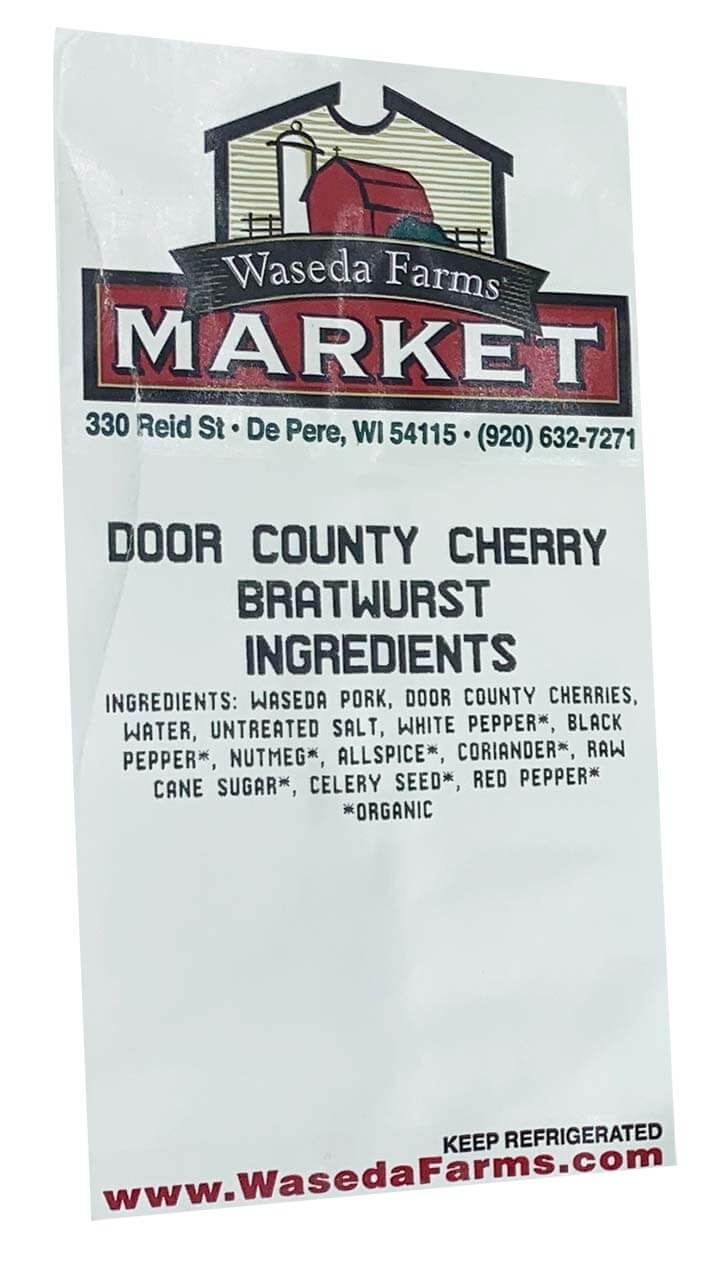 Waseda Farms
MARKET
330 Reid St • De Pere, WI 54115 • (920) 632-7271
DOOR COUNTY CHERRY
BRATWURST
INGREDIENTS
INGREDIENTS: WASEDA PORK, DOOR COUNTY CHERRIES,
WATER, UNTREATED SALT, WHITE PEPPER*, BLACK
PEPPER*, NUTMEG*, ALLSPICE*, CORIANDER*, RAW
CANE SUGAR*, CELERY SEED*, RED PEPPER*
*ORGANIC
KEEP REFRIGERATED
www.WasedaFarms.com